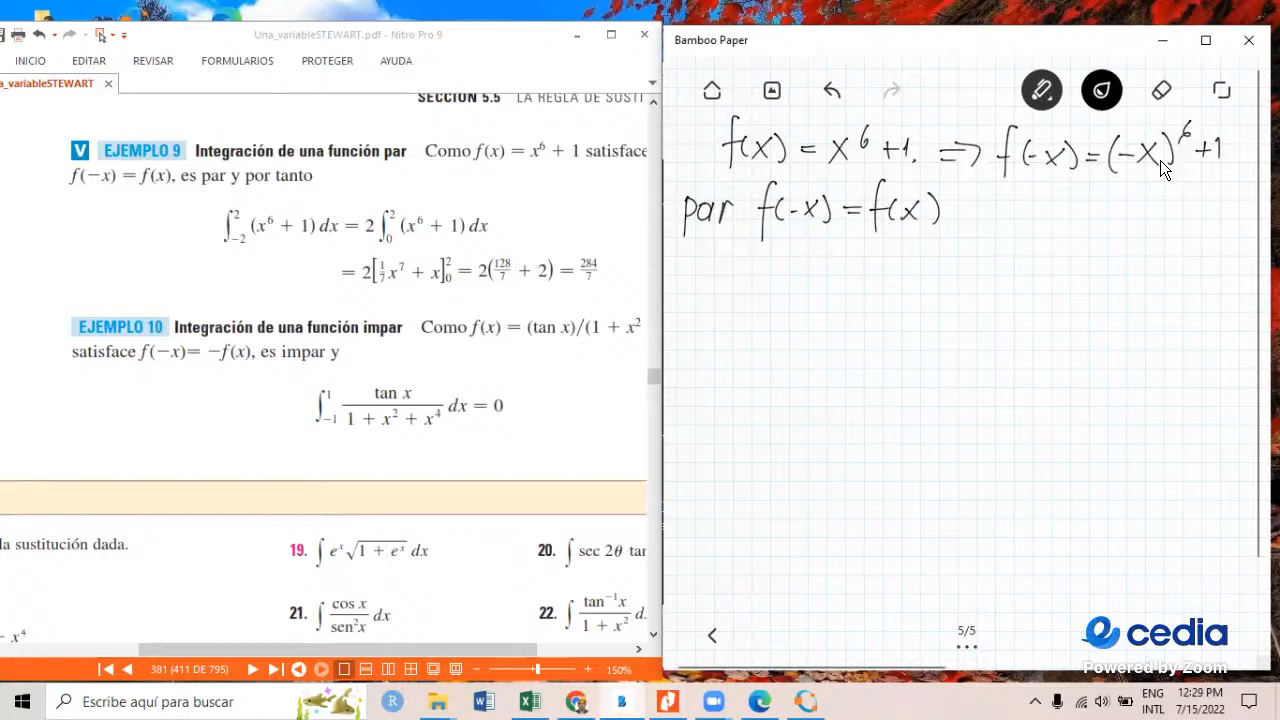 Una_variableSTEWART.pdf - Nitro Pro 9
INICIO EDITAR REVISAR FORMULARIOS PROTEGER AYUDA
a_variableSTEWART
SECCIÓN 5.5 LA REGLA DE SUSTI
V EJEMPLO 9 Integración de una función par Como f(x) = x⁶ + 1 satisface
f(−x) = f(x), es par y por tanto
∫₋₂² (x⁶ + 1) dx = 2 ∫₀² (x⁶ + 1) dx
= 2[1/7 x⁷ + x]₀² = 2(128/7 + 2) = 284/7
EJEMPLO 10 Integración de una función impar Como f(x) = (tan x)/(1 + x²
satisface f(−x)= −f(x), es impar y
∫₋₁¹ tan x / (1 + x² + x⁴) dx = 0
la sustitución dada.
19. ∫ eˣ √(1 + eˣ) dx
20. ∫ sec 2θ tan
21. ∫ cos x / sen²x dx
22. ∫ tan⁻¹x / (1 + x²) d
− x⁴
381 (411 DE 795)
150%
Bamboo Paper
f(x) = x⁶ +1. ⟹ f(-x) = (-x)⁶ +1
par f(-x) = f(x)
5/5
cedia
Powered by Zoom
Escribe aquí para buscar
ENG
INTL
12:29 PM
7/15/2022